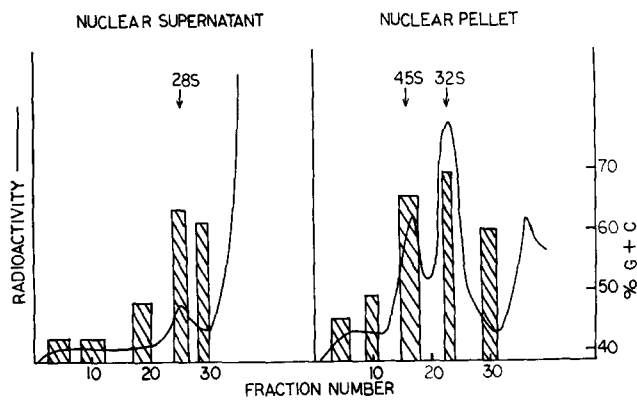 NUCLEAR SUPERNATANT
NUCLEAR PELLET
28S
45S 32S
RADIOACTIVITY
70
60
50
40
% G + C
10 20 30
10 20 30
FRACTION NUMBER